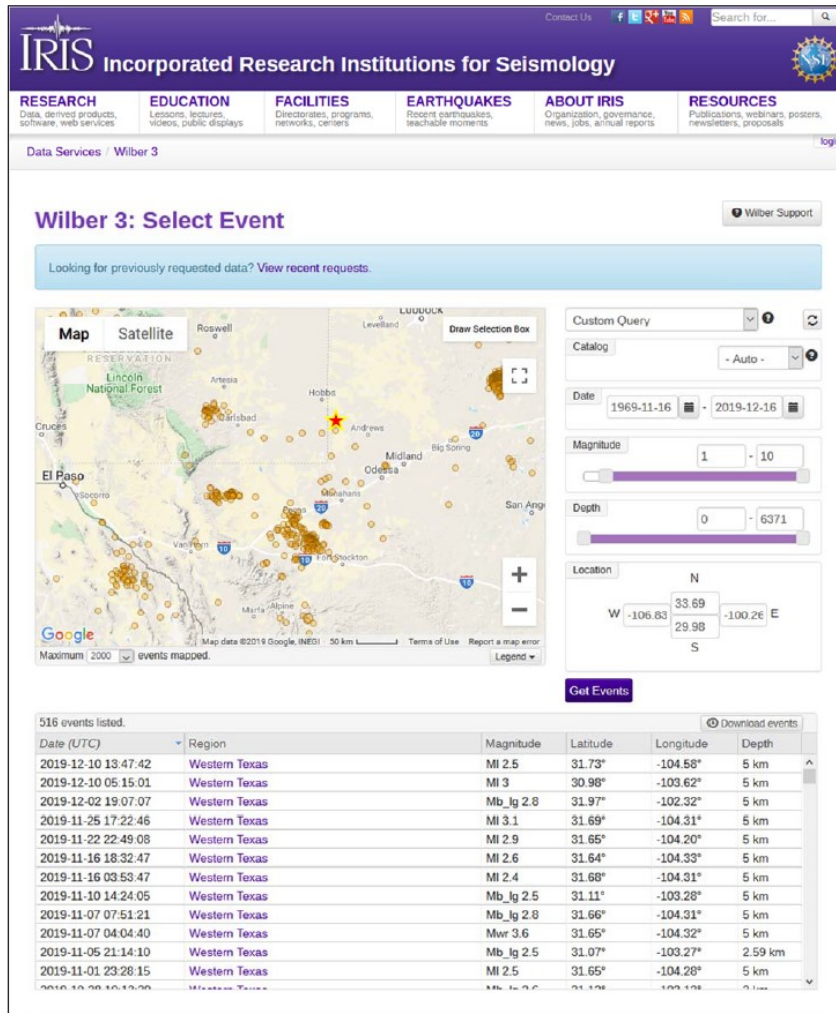 Contact Us
Search for...
IRIS Incorporated Research Institutions for Seismology
NSF
RESEARCH
Data, derived products,
software, web services
EDUCATION
Lessons, lectures,
videos, public displays
FACILITIES
Directorates, programs,
networks, centers
EARTHQUAKES
Recent earthquakes,
teachable moments
ABOUT IRIS
Organization, governance,
news, jobs, annual reports
RESOURCES
Publications, webinars, posters,
newsletters, proposals
Data Services / Wilber 3
logi
Wilber 3: Select Event
Wilber Support
Looking for previously requested data? View recent requests.
Map Satellite
Draw Selection Box
LUBBOCK
Levelland
Roswell
RESERVATION
Lincoln
National Forest
Artesia
Hobbs
Carlsbad
Andrews
Cruces
20
Big Spring
Midland
Odessa
El Paso
Socorro
Monahans
San Ang
Pecos
20
Van Horn
10
10
Fort Stockton
10
Marfa
Alpine
Google
Map data ©2019 Google, INEGI 50 km Terms of Use Report a map error
Maximum 2000 events mapped.
Legend
Custom Query
Catalog
- Auto -
Date
1969-11-16 - 2019-12-16
Magnitude
1 - 10
Depth
0 - 6371
Location
N
33.69
W -106.83 -100.26 E
29.98
S
Get Events
516 events listed.
Download events
Date (UTC) Region Magnitude Latitude Longitude Depth
2019-12-10 13:47:42 Western Texas Ml 2.5 31.73° -104.58° 5 km
2019-12-10 05:15:01 Western Texas Ml 3 30.98° -103.62° 5 km
2019-12-02 19:07:07 Western Texas Mb_lg 2.8 31.97° -102.32° 5 km
2019-11-25 17:22:46 Western Texas Ml 3.1 31.69° -104.31° 5 km
2019-11-22 22:49:08 Western Texas Ml 2.9 31.65° -104.20° 5 km
2019-11-16 18:32:47 Western Texas Ml 2.6 31.64° -104.33° 5 km
2019-11-16 03:53:47 Western Texas Ml 2.4 31.68° -104.31° 5 km
2019-11-10 14:24:05 Western Texas Mb_lg 2.5 31.11° -103.28° 5 km
2019-11-07 07:51:21 Western Texas Mb_lg 2.8 31.66° -104.31° 5 km
2019-11-07 04:04:40 Western Texas Mwr 3.6 31.65° -104.32° 5 km
2019-11-05 21:14:10 Western Texas Mb_lg 2.5 31.07° -103.27° 2.59 km
2019-11-01 23:28:15 Western Texas Ml 2.5 31.65° -104.28° 5 km